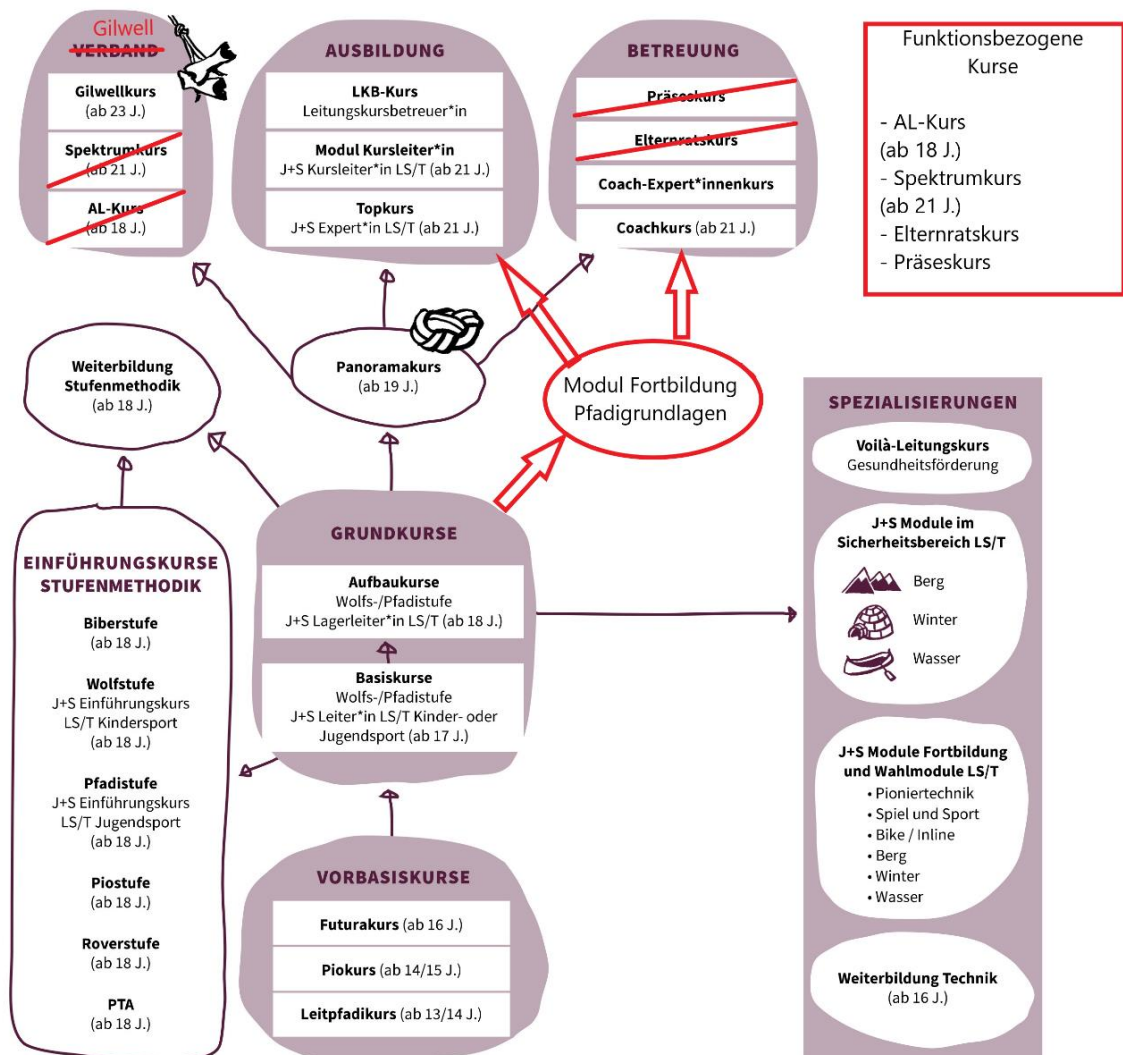 Gilwell
VERBAND
Gilwellkurs
(ab 23 J.)
Spektrumkurs
(ab 21 J.)
AL-Kurs
(ab 18 J.)
AUSBILDUNG
LKB-Kurs
Leitungskursbetreuer*in
Modul Kursleiter*in
J+S Kursleiter*in LS/T (ab 21 J.)
Topkurs
J+S Expert*in LS/T (ab 21 J.)
BETREUUNG
Präseskurs
Elternratskurs
Coach-Expert*innenkurs
Coachkurs (ab 21 J.)
Funktionsbezogene
Kurse
- AL-Kurs
(ab 18 J.)
- Spektrumkurs
(ab 21 J.)
- Elternratskurs
- Präseskurs
Weiterbildung
Stufenmethodik
(ab 18 J.)
Panoramakurs
(ab 19 J.)
Modul Fortbildung
Pfadigrundlagen
EINFÜHRUNGSKURSE
STUFENMETHODIK
Biberstufe
(ab 18 J.)
Wolfstufe
J+S Einführungskurs
LS/T Kindersport
(ab 18 J.)
Pfadistufe
J+S Einführungskurs
LS/T Jugendsport
(ab 18 J.)
Piostufe
(ab 18 J.)
Roverstufe
(ab 18 J.)
PTA
(ab 18 J.)
GRUNDKURSE
Aufbaukurse
Wolfs-/Pfadistufe
J+S Lagerleiter*in LS/T (ab 18 J.)
Basiskurse
Wolfs-/Pfadistufe
J+S Leiter*in LS/T Kinder- oder
Jugendsport (ab 17 J.)
VORBASISKURSE
Futurakurs (ab 16 J.)
Piokurs (ab 14/15 J.)
Leitpfadikurs (ab 13/14 J.)
SPEZIALISIERUNGEN
Voilà-Leitungskurs
Gesundheitsförderung
J+S Module im
Sicherheitsbereich LS/T
Berg
Winter
Wasser
J+S Module Fortbildung
und Wahlmodule LS/T
• Pioniertechnik
• Spiel und Sport
• Bike / Inline
• Berg
• Winter
• Wasser
Weiterbildung Technik
(ab 16 J.)